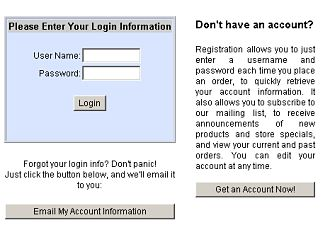 Please Enter Your Login Information
User Name:
Password:
Login
Forgot your login info? Don't panic!
Just click the button below, and we'll email it
to you:
Email My Account Information
Don't have an account?
Registration allows you to just
enter a username and
password each time you place
an order, to quickly retrieve
your account information. It
also allows you to subscribe to
our mailing list, to receive
announcements of new
products and store specials,
and view your current and past
orders. You can edit your
account at any time.
Get an Account Now!